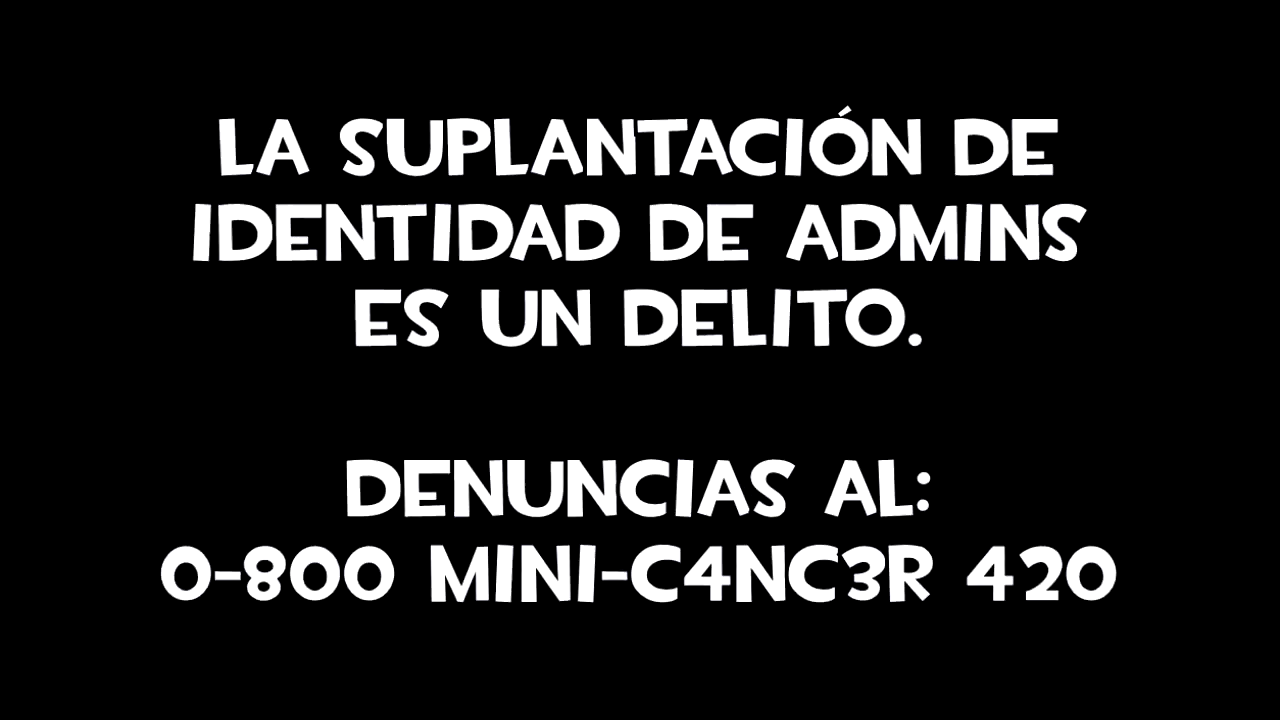 LA SUPLANTACIÓN DE
IDENTIDAD DE ADMINS
ES UN DELITO.
DENUNCIAS AL:
0-800 MINI-C4NC3R 420